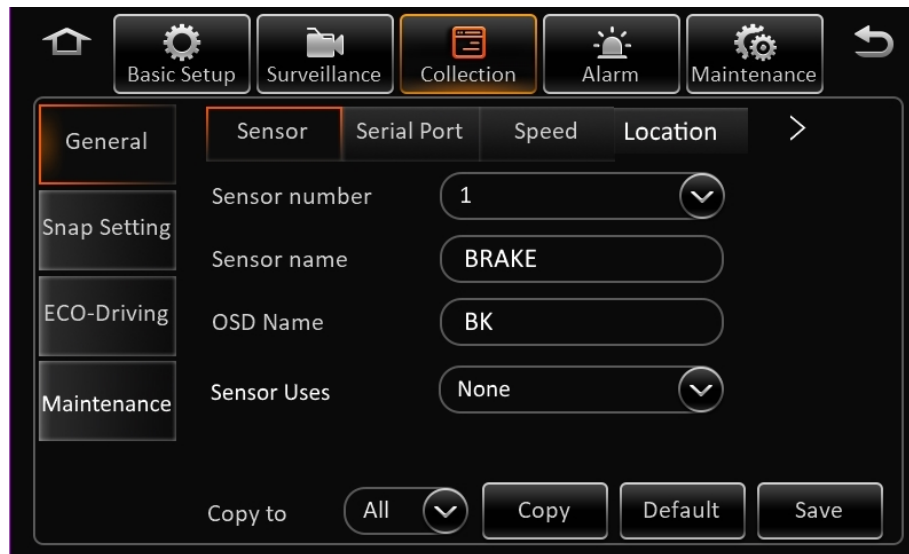 Basic Setup
Surveillance
Collection
Alarm
Maintenance
General
Snap Setting
ECO-Driving
Maintenance
Sensor
Serial Port
Speed
Location
Sensor number
1
Sensor name
BRAKE
OSD Name
BK
Sensor Uses
None
Copy to
All
Copy
Default
Save